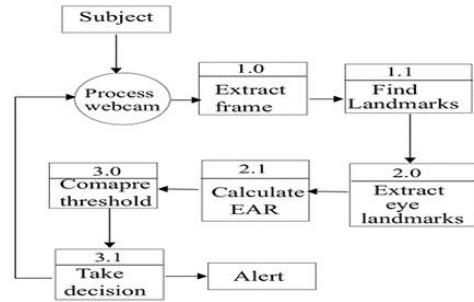 Subject
Process
webcam
1.0
Extract
frame
1.1
Find
Landmarks
2.0
Extract
eye
landmarks
2.1
Calculate
EAR
3.0
Comapre
threshold
3.1
Take
decision
Alert